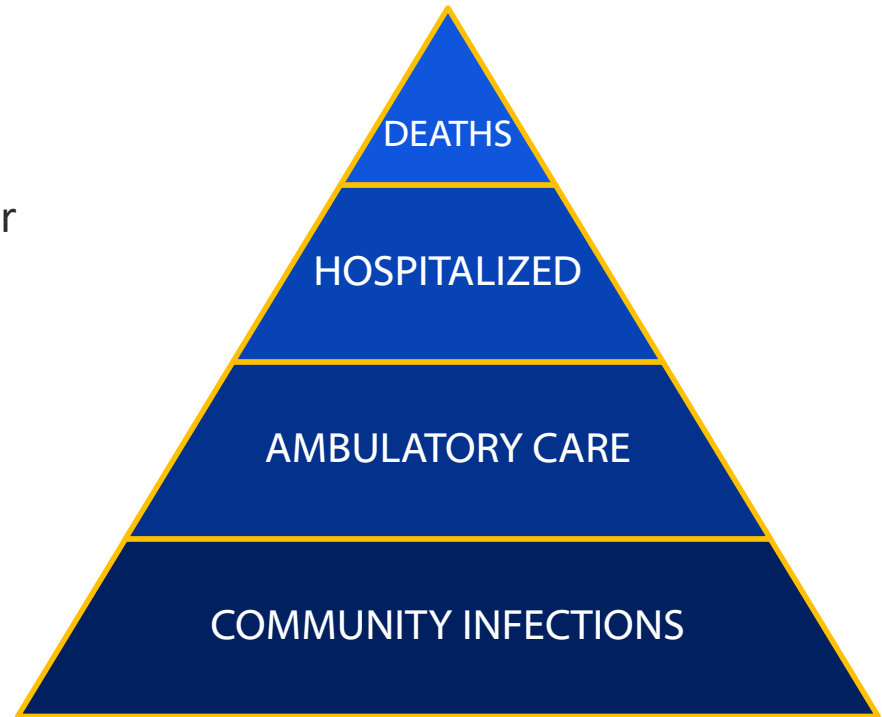 DEATHS
r
HOSPITALIZED
AMBULATORY CARE
COMMUNITY INFECTIONS